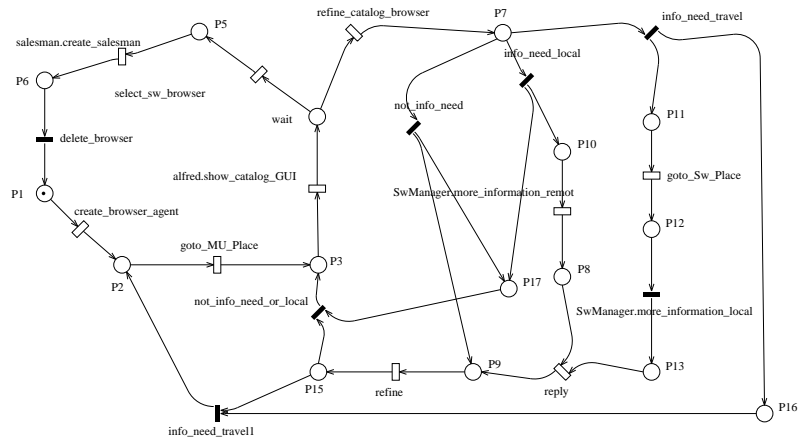 refine_catalog_browser
P7
P5
info_need_travel
salesman.create_salesman
info_need_local
P6
select_sw_browser
not_info_need
wait
P11
delete_browser
P10
alfred.show_catalog_GUI
goto_Sw_Place
P1
SwManager.more_information_remot
create_browser_agent
P12
goto_MU_Place
P3
P8
P2
P17
not_info_need_or_local
SwManager.more_information_local
P9
P13
P15
refine
reply
P16
info_need_travel1